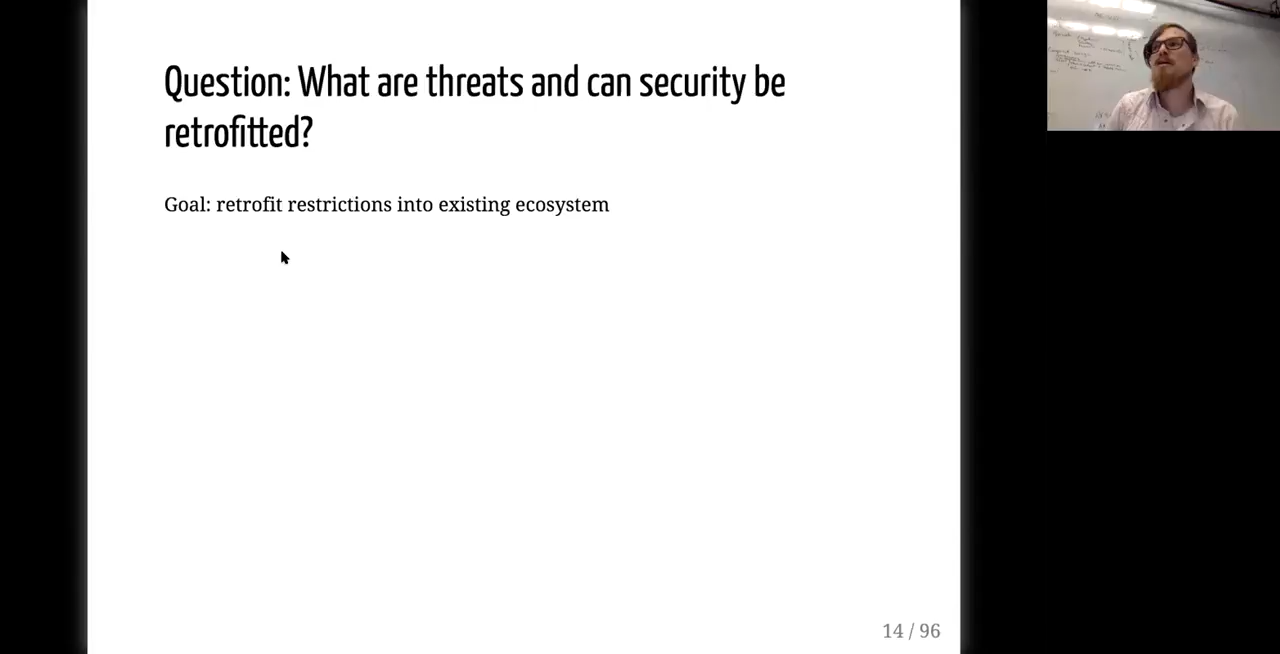 Question: What are threats and can security be
retrofitted?
Goal: retrofit restrictions into existing ecosystem
14 / 96